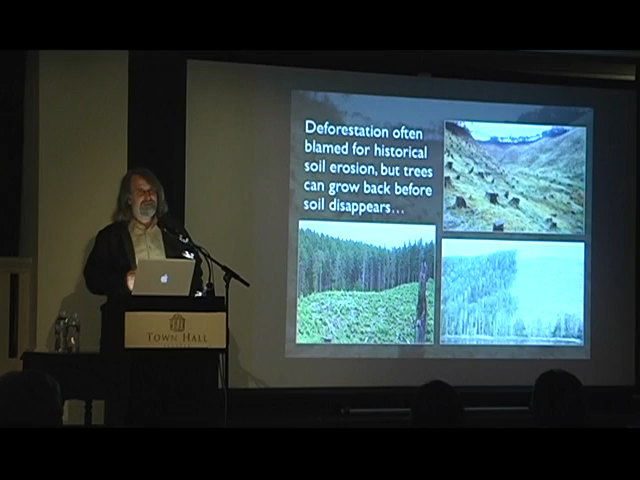 Deforestation often
blamed for historical
soil erosion, but trees
can grow back before
soil disappears…
TOWN HALL